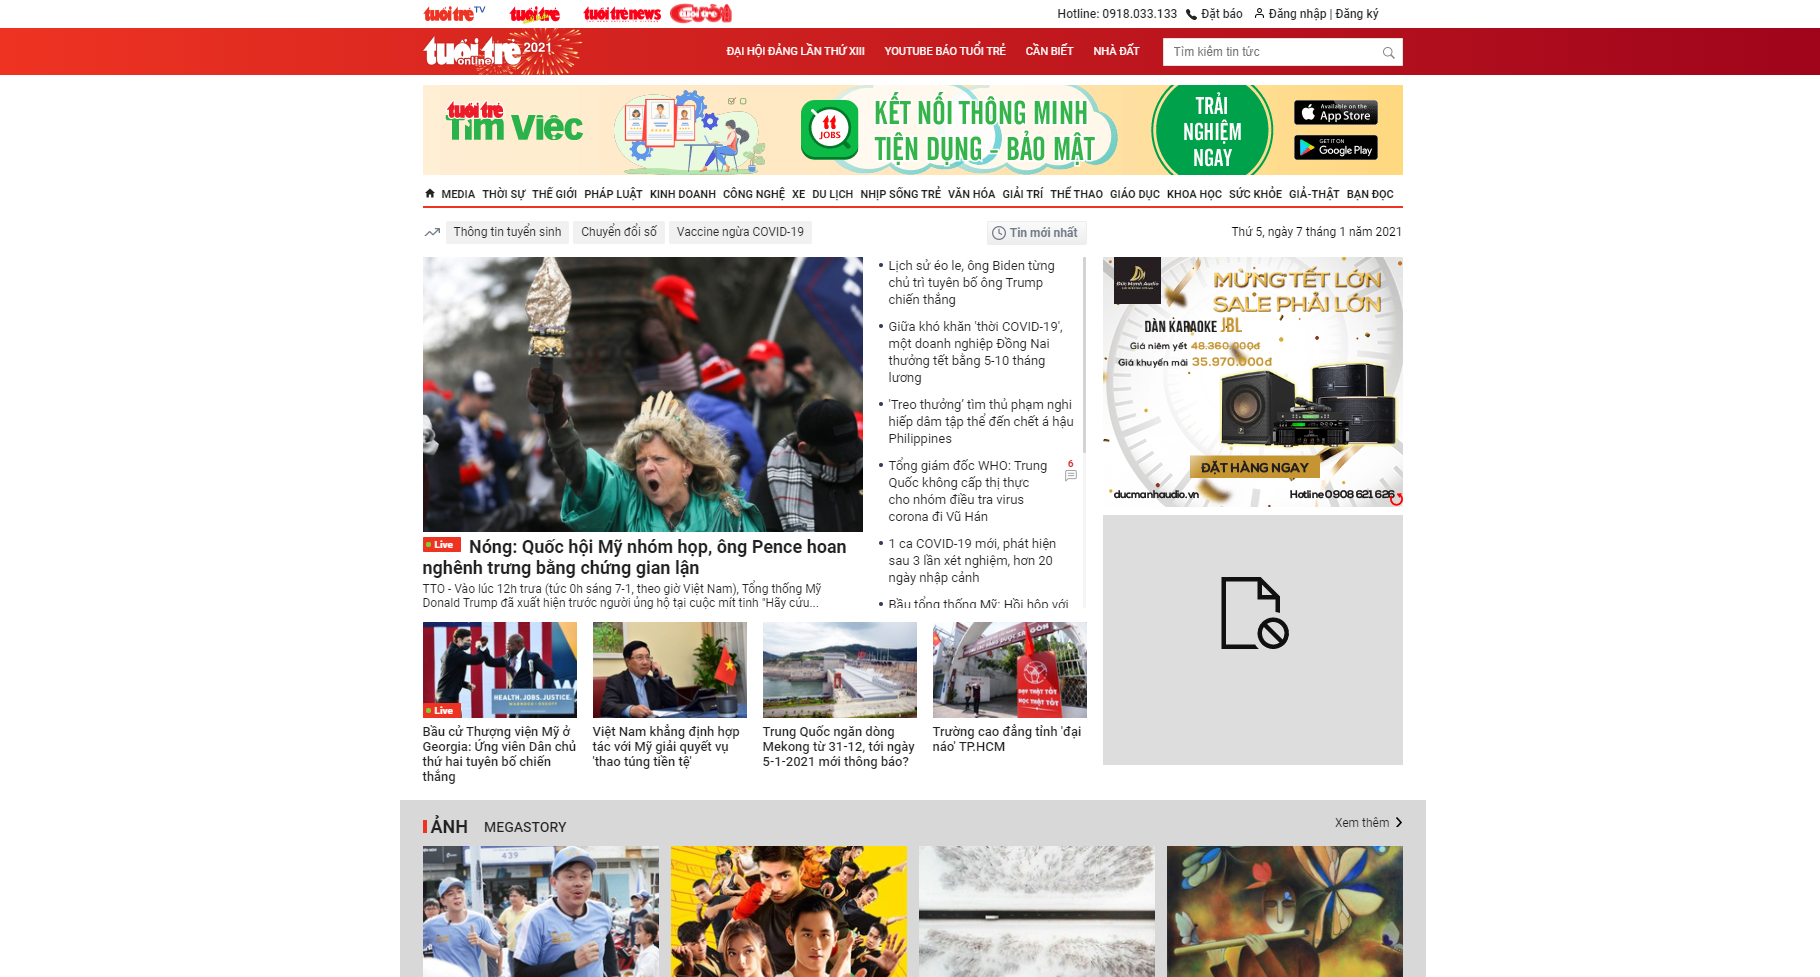 tuổi trẻ TV
tuổi trẻ
tuổi trẻ news
CƯỜI
tuổi trẻ
Hotline: 0918.033.133
Đặt báo
Đăng nhập | Đăng ký
tuổi trẻ
online
2021
ĐẠI HỘI ĐẢNG LẦN THỨ XIII
YOUTUBE BÁO TUỔI TRẺ
CẦN BIẾT
NHÀ ĐẤT
Tìm kiếm tin tức
tuổi trẻ
Tìm Việc
tt
JOBS
KẾT NỐI THÔNG MINH
TIỆN DỤNG - BẢO MẬT
TRẢI
NGHIỆM
NGAY
Available on the
App Store
GET IT ON
Google Play
MEDIA THỜI SỰ THẾ GIỚI PHÁP LUẬT KINH DOANH CÔNG NGHỆ XE DU LỊCH NHỊP SỐNG TRẺ VĂN HÓA GIẢI TRÍ THỂ THAO GIÁO DỤC KHOA HỌC SỨC KHỎE GIẢ-THẬT BẠN ĐỌC
Thông tin tuyển sinh
Chuyển đổi số
Vaccine ngừa COVID-19
Tin mới nhất
Thứ 5, ngày 7 tháng 1 năm 2021
Live Nóng: Quốc hội Mỹ nhóm họp, ông Pence hoan
nghênh trưng bằng chứng gian lận
TTO - Vào lúc 12h trưa (tức 0h sáng 7-1, theo giờ Việt Nam), Tổng thống Mỹ
Donald Trump đã xuất hiện trước người ủng hộ tại cuộc mít tinh "Hãy cứu...
Lịch sử éo le, ông Biden từng
chủ trì tuyên bố ông Trump
chiến thắng
Giữa khó khăn 'thời COVID-19',
một doanh nghiệp Đồng Nai
thưởng tết bằng 5-10 tháng
lương
'Treo thưởng' tìm thủ phạm nghi
hiếp dâm tập thể đến chết á hậu
Philippines
Tổng giám đốc WHO: Trung
Quốc không cấp thị thực
cho nhóm điều tra virus
corona đi Vũ Hán
6
1 ca COVID-19 mới, phát hiện
sau 3 lần xét nghiệm, hơn 20
ngày nhập cảnh
Bầu tổng thống Mỹ: Hồi hộp với
Đức Mạnh Audio
MỪNG TẾT LỚN
SALE PHẢI LỚN
DÀN KARAOKE JBL
Giá niêm yết 48.360.000đ
Giá khuyến mãi 35.970.000đ
ĐẶT HÀNG NGAY
ducmanhaudio.vn
Hotline 0908 621 626
HEALTH. JOBS. JUSTICE.
WARNOCK • OSSOFF
Live
Bầu cử Thượng viện Mỹ ở
Georgia: Ứng viên Dân chủ
thứ hai tuyên bố chiến
thắng
Việt Nam khẳng định hợp
tác với Mỹ giải quyết vụ
'thao túng tiền tệ'
Trung Quốc ngăn dòng
Mekong từ 31-12, tới ngày
5-1-2021 mới thông báo?
DẠY THẬT TỐT
HỌC THẬT TỐT
Trường cao đẳng tỉnh 'đại
náo' TP.HCM
ẢNH
MEGASTORY
Xem thêm
439